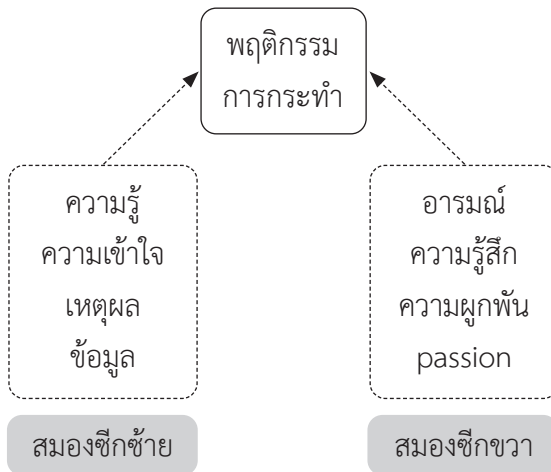 พฤติกรรม
การกระทำ
ความรู้
ความเข้าใจ
เหตุผล
ข้อมูล
สมองซีกซ้าย
อารมณ์
ความรู้สึก
ความผูกพัน
passion
สมองซีกขวา